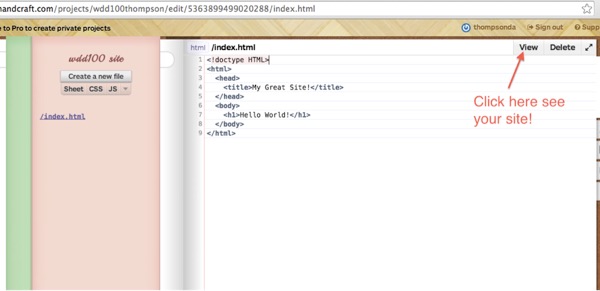 nandcraft.com/projects/wdd100thompson/edit/5363899499020288/index.html
e to Pro to create private projects
thompsonda
Sign out
Supp
wdd100 site
Create a new file
Sheet CSS JS
/index.html
html /index.html
View Delete
1 <!doctype HTML>
2 <html>
3 <head>
4 <title>My Great Site!</title>
5 </head>
6 <body>
7 <h1>Hello World!</h1>
8 </body>
9 </html>
Click here see
your site!